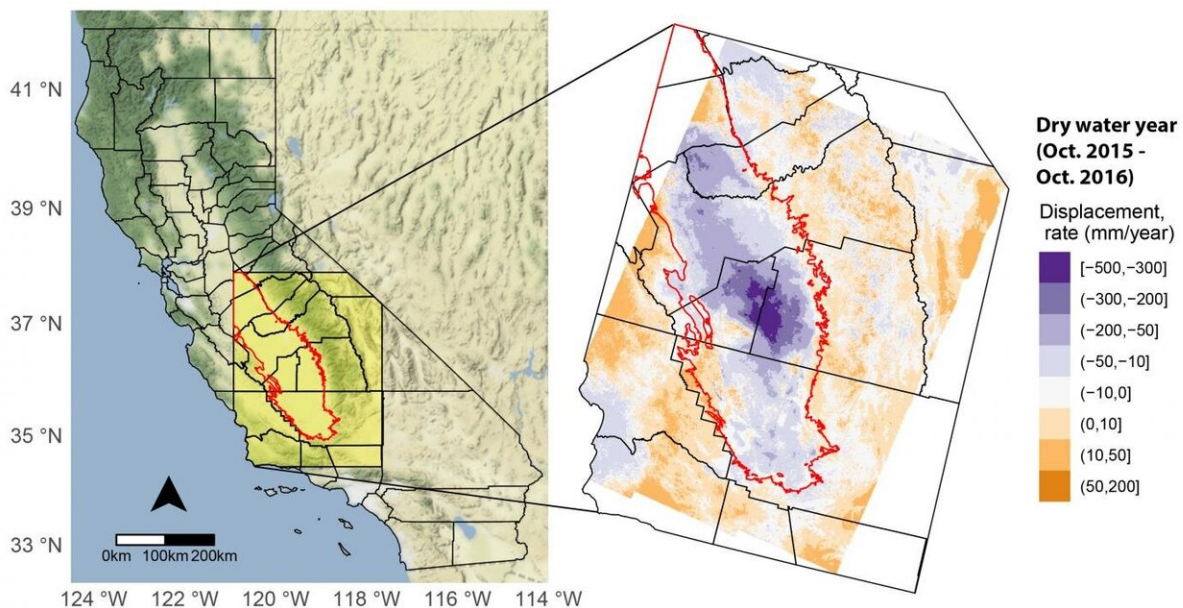 41 °N
39 °N
37 °N
35 °N
33 °N
0km 100km 200km
124 °W 122 °W 120 °W 118 °W 116 °W 114 °W
Dry water year
(Oct. 2015 -
Oct. 2016)
Displacement,
rate (mm/year)
[−500,−300]
(−300,−200]
(−200,−50]
(−50,−10]
(−10,0]
(0,10]
(10,50]
(50,200]